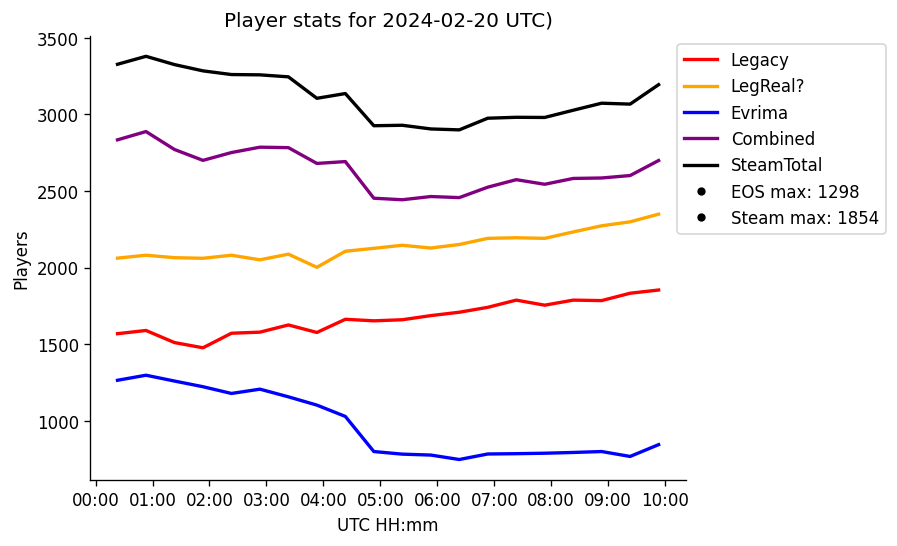 Player stats for 2024-02-20 UTC)
3500
3000
2500
2000
1500
1000
Players
00:00 01:00 02:00 03:00 04:00 05:00 06:00 07:00 08:00 09:00 10:00
UTC HH:mm
Legacy
LegReal?
Evrima
Combined
SteamTotal
EOS max: 1298
Steam max: 1854